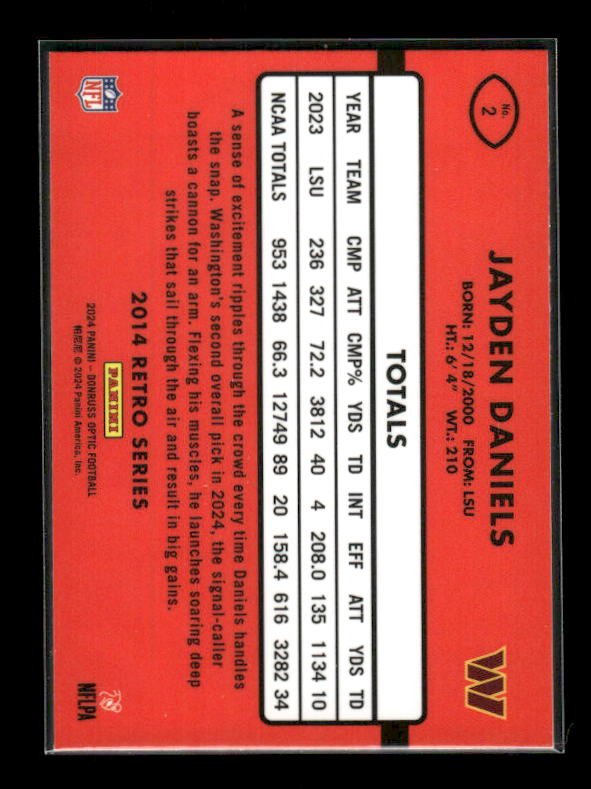 No.
2
JAYDEN DANIELS
BORN: 12/18/2000 FROM: LSU
HT.: 6' 4" WT.: 210
W
TOTALS
YEAR TEAM CMP ATT CMP% YDS TD INT EFF ATT YDS TD
2023 LSU 236 327 72.2 3812 40 4 208.0 135 1134 10
NCAA TOTALS 953 1438 66.3 12749 89 20 158.4 616 3282 34
A sense of excitement ripples through the crowd every time Daniels handles
the snap. Washington's second overall pick in 2024, the signal-caller
boasts a cannon for an arm. Flexing his muscles, he launches soaring deep
strikes that sail through the air and result in big gains.
2014 RETRO SERIES
NFL
PANINI
2024 PANINI – DONRUSS OPTIC FOOTBALL
帕尼尼 © 2024 Panini America, Inc.
NFLPA